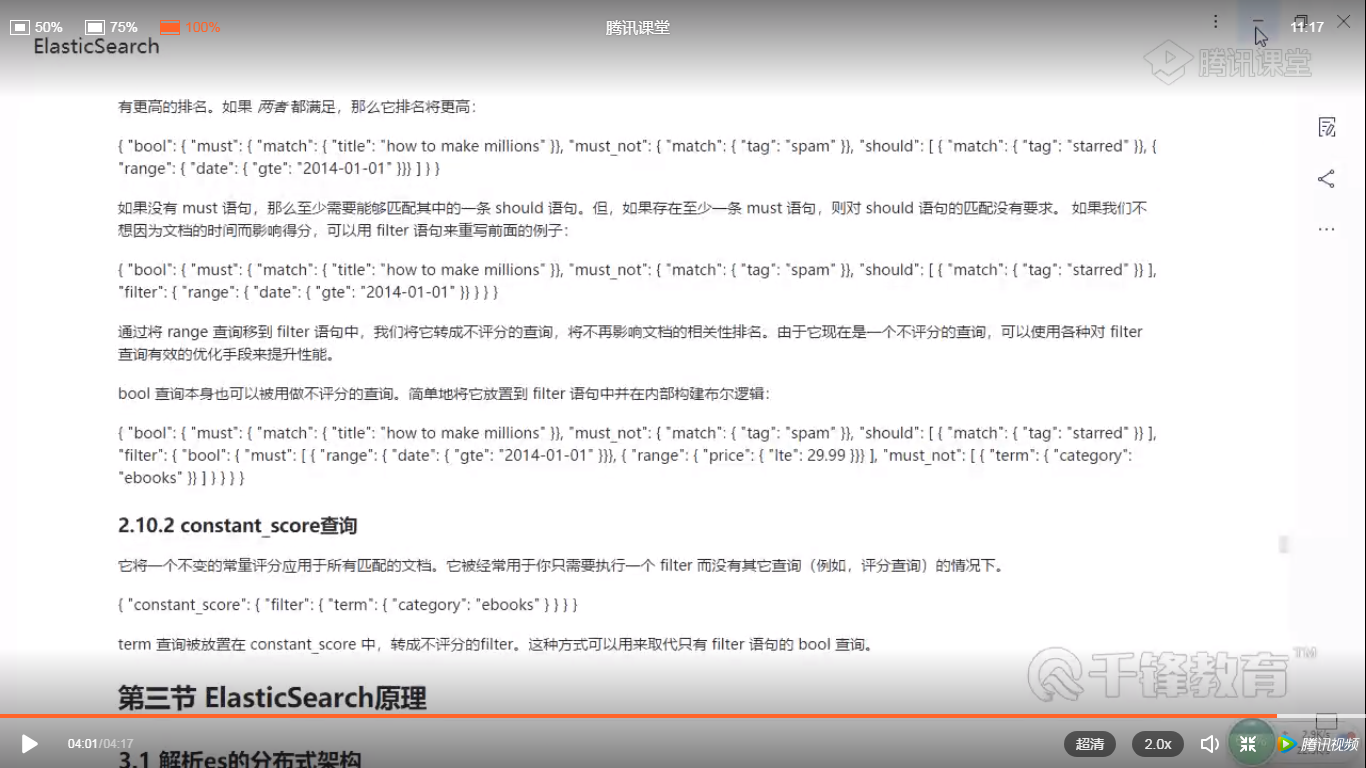 50% 75% 100% 腾讯课堂 11:17
ElasticSearch
腾讯课堂
有更高的排名。如果 两者 都满足，那么它排名将更高：
{ "bool": { "must": { "match": { "title": "how to make millions" }}, "must_not": { "match": { "tag": "spam" }}, "should": [ { "match": { "tag": "starred" }}, {
"range": { "date": { "gte": "2014-01-01" }}} ] } }
如果没有 must 语句，那么至少需要能够匹配其中的一条 should 语句。但，如果存在至少一条 must 语句，则对 should 语句的匹配没有要求。 如果我们不
想因为文档的时间而影响得分，可以用 filter 语句来重写前面的例子：
{ "bool": { "must": { "match": { "title": "how to make millions" }}, "must_not": { "match": { "tag": "spam" }}, "should": [ { "match": { "tag": "starred" }} ],
"filter": { "range": { "date": { "gte": "2014-01-01" }} } } }
通过将 range 查询移到 filter 语句中，我们将它转成不评分的查询，将不再影响文档的相关性排名。由于它现在是一个不评分的查询，可以使用各种对 filter
查询有效的优化手段来提升性能。
bool 查询本身也可以被用做不评分的查询。简单地将它放置到 filter 语句中并在内部构建布尔逻辑：
{ "bool": { "must": { "match": { "title": "how to make millions" }}, "must_not": { "match": { "tag": "spam" }}, "should": [ { "match": { "tag": "starred" }} ],
"filter": { "bool": { "must": [ { "range": { "date": { "gte": "2014-01-01" }}}, { "range": { "price": { "lte": 29.99 }}} ], "must_not": [ { "term": { "category":
"ebooks" }} ] } } } }
2.10.2 constant_score查询
它将一个不变的常量评分应用于所有匹配的文档。它被经常用于你只需要执行一个 filter 而没有其它查询（例如，评分查询）的情况下。
{ "constant_score": { "filter": { "term": { "category": "ebooks" } } } }
term 查询被放置在 constant_score 中，转成不评分的filter。这种方式可以用来取代只有 filter 语句的 bool 查询。
千锋教育 TM
第三节 ElasticSearch原理
3.1 解析es的分布式架构
04:01/04:17 超清 2.0x 腾讯视频